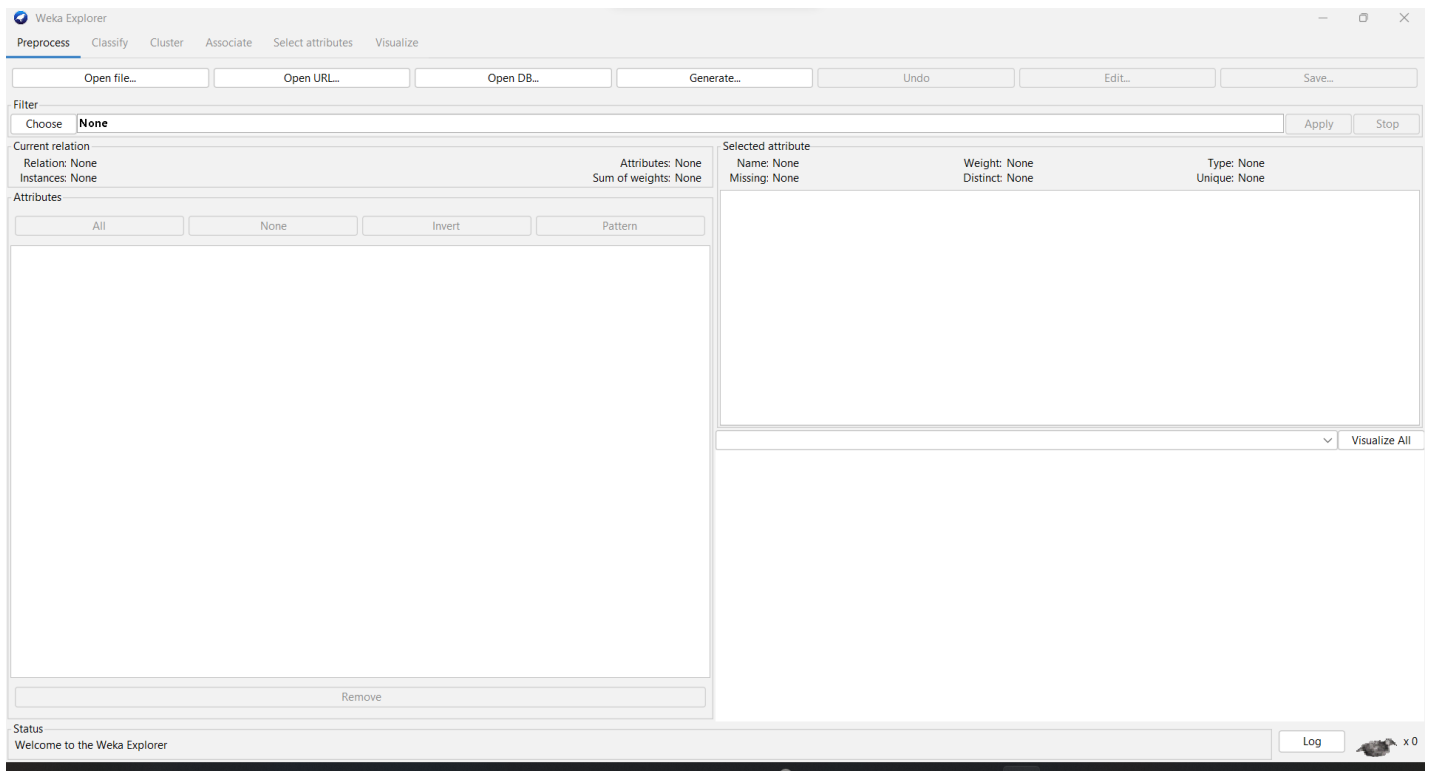 Weka Explorer
Preprocess Classify Cluster Associate Select attributes Visualize
Open file... Open URL... Open DB... Generate... Undo Edit... Save...
Filter
Choose None Apply Stop
Current relation
Relation: None Attributes: None
Instances: None Sum of weights: None
Selected attribute
Name: None Weight: None Type: None
Missing: None Distinct: None Unique: None
Attributes
All None Invert Pattern
Visualize All
Remove
Status
Welcome to the Weka Explorer
Log x 0